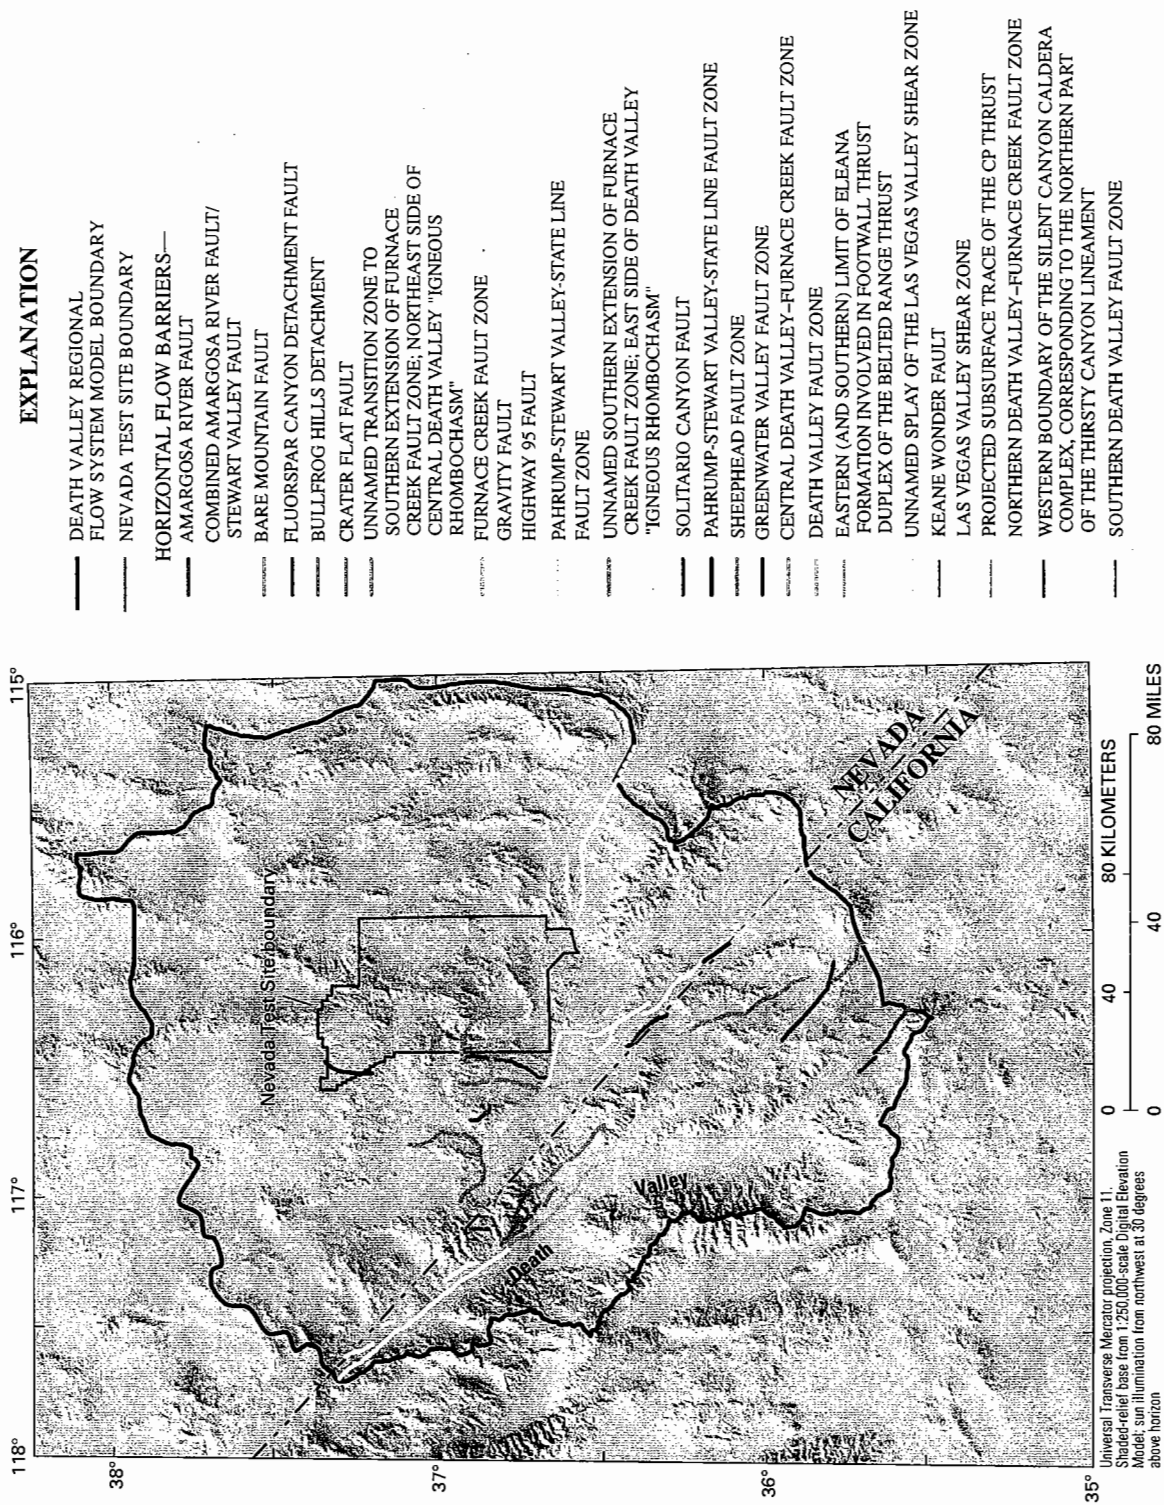 EXPLANATION
DEATH VALLEY REGIONAL
FLOW SYSTEM MODEL BOUNDARY
NEVADA TEST SITE BOUNDARY
HORIZONTAL FLOW BARRIERS—
AMARGOSA RIVER FAULT
COMBINED AMARGOSA RIVER FAULT/
STEWART VALLEY FAULT
BARE MOUNTAIN FAULT
FLUORSPAR CANYON DETACHMENT FAULT
BULLFROG HILLS DETACHMENT
CRATER FLAT FAULT
UNNAMED TRANSITION ZONE TO
SOUTHERN EXTENSION OF FURNACE
CREEK FAULT ZONE; NORTHEAST SIDE OF
CENTRAL DEATH VALLEY "IGNEOUS
RHOMBOCHASM"
FURNACE CREEK FAULT ZONE
GRAVITY FAULT
HIGHWAY 95 FAULT
PAHRUMP-STEWART VALLEY-STATE LINE
FAULT ZONE
UNNAMED SOUTHERN EXTENSION OF FURNACE
CREEK FAULT ZONE; EAST SIDE OF DEATH VALLEY
"IGNEOUS RHOMBOCHASM"
SOLITARIO CANYON FAULT
PAHRUMP-STEWART VALLEY-STATE LINE FAULT ZONE
SHEEPHEAD FAULT ZONE
GREENWATER VALLEY FAULT ZONE
CENTRAL DEATH VALLEY–FURNACE CREEK FAULT ZONE
DEATH VALLEY FAULT ZONE
EASTERN (AND SOUTHERN) LIMIT OF ELEANA
FORMATION INVOLVED IN FOOTWALL THRUST
DUPLEX OF THE BELTED RANGE THRUST
UNNAMED SPLAY OF THE LAS VEGAS VALLEY SHEAR ZONE
KEANE WONDER FAULT
LAS VEGAS VALLEY SHEAR ZONE
PROJECTED SUBSURFACE TRACE OF THE CP THRUST
NORTHERN DEATH VALLEY–FURNACE CREEK FAULT ZONE
WESTERN BOUNDARY OF THE SILENT CANYON CALDERA
COMPLEX, CORRESPONDING TO THE NORTHERN PART
OF THE THIRSTY CANYON LINEAMENT
SOUTHERN DEATH VALLEY FAULT ZONE
118°
117°
116°
115°
38°
37°
36°
35°
Nevada Test Site boundary
Death
Valley
NEVADA
CALIFORNIA
0 40 80 KILOMETERS
0 40 80 MILES
Universal Transverse Mercator projection, Zone 11.
Shaded-relief base from 1:250,000-scale Digital Elevation
Model; sun illumination from northwest at 30 degrees
above horizon